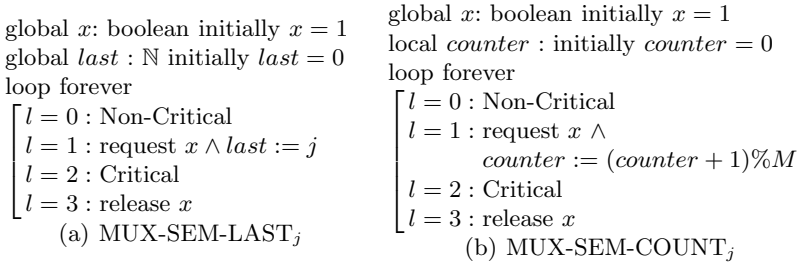 global x: boolean initially x = 1
global last : ℕ initially last = 0
loop forever
l = 0 : Non-Critical
l = 1 : request x ∧ last := j
l = 2 : Critical
l = 3 : release x
(a) MUX-SEM-LASTⱼ
global x: boolean initially x = 1
local counter : initially counter = 0
loop forever
l = 0 : Non-Critical
l = 1 : request x ∧
counter := (counter + 1)%M
l = 2 : Critical
l = 3 : release x
(b) MUX-SEM-COUNTⱼ